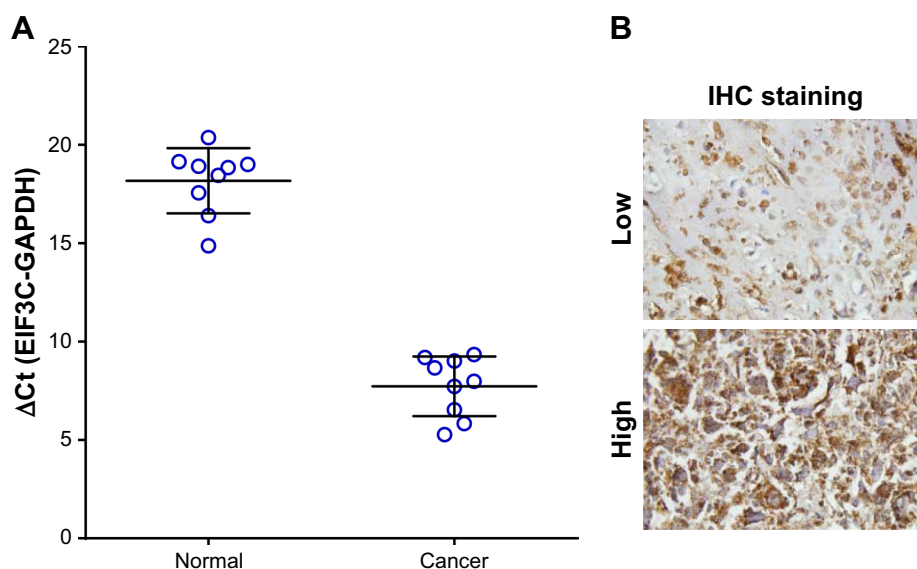 A
25
20
15
10
5
0
ΔCt (EIF3C-GAPDH)
Normal
Cancer
B
IHC staining
Low
High